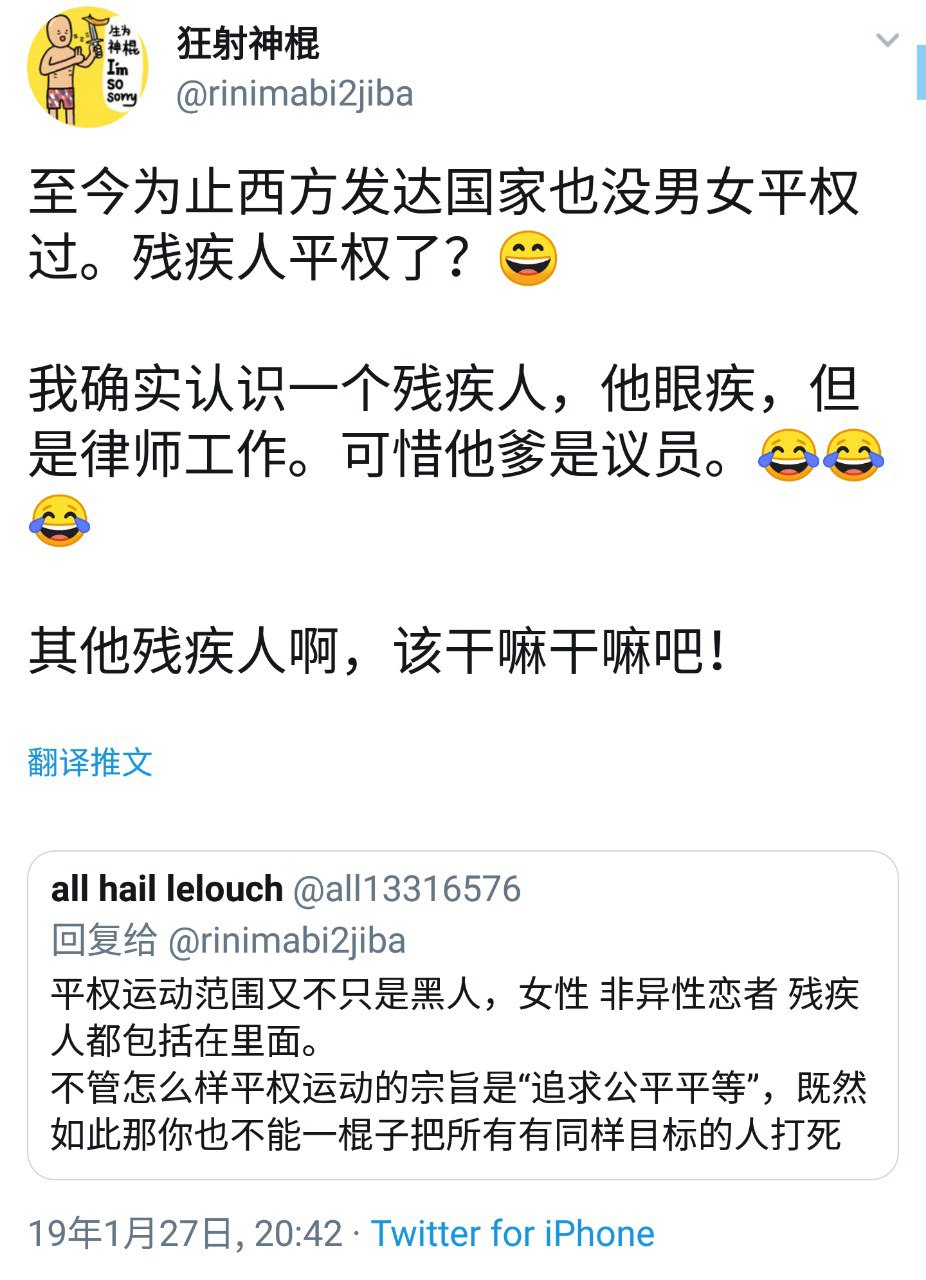 生为
神棍
I'm
so
sorry
狂射神棍
@rinimabi2jiba
至今为止西方发达国家也没男女平权
过。残疾人平权了？😄
我确实认识一个残疾人，他眼疾，但
是律师工作。可惜他爹是议员。😂😂
😂
其他残疾人啊，该干嘛干嘛吧！
翻译推文
all hail lelouch @all13316576
回复给 @rinimabi2jiba
平权运动范围又不只是黑人，女性 非异性恋者 残疾
人都包括在里面。
不管怎么样平权运动的宗旨是“追求公平平等”，既然
如此那你也不能一棍子把所有有同样目标的人打死
19年1月27日, 20:42 · Twitter for iPhone